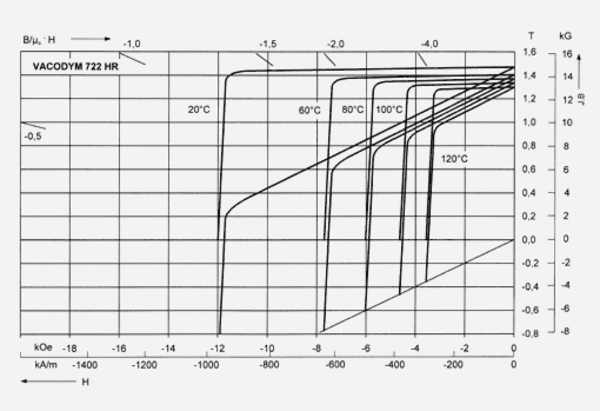 B/µ₀·H -1,0 -1,5 -2,0 -4,0 T kG
VACODYM 722 HR
20°C 60°C 80°C 100°C
120°C
-0,5
1,6 16
1,4 14
1,2 12
1,0 10
0,8 8
0,6 6
0,4 4
0,2 2
0,0 0
-0,2 -2
-0,4 -4
-0,6 -6
-0,8 -8
J,B
kOe -18 -16 -14 -12 -10 -8 -6 -4 -2 0
kA/m -1400 -1200 -1000 -800 -600 -400 -200 0
H